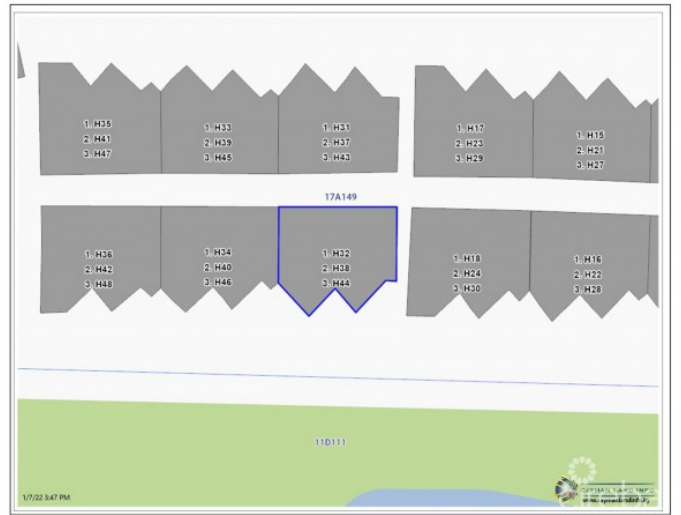 1. H35
2. H41
3. H47
1. H33
2. H39
3. H45
1. H31
2. H37
3. H43
1. H17
2. H23
3. H29
1. H15
2. H21
3. H27
17A149
1. H36
2. H42
3. H48
1. H34
2. H40
3. H46
1. H32
2. H38
3. H44
1. H18
2. H24
3. H30
1. H16
2. H22
3. H28
11D111
1/7/22 3:47 PM